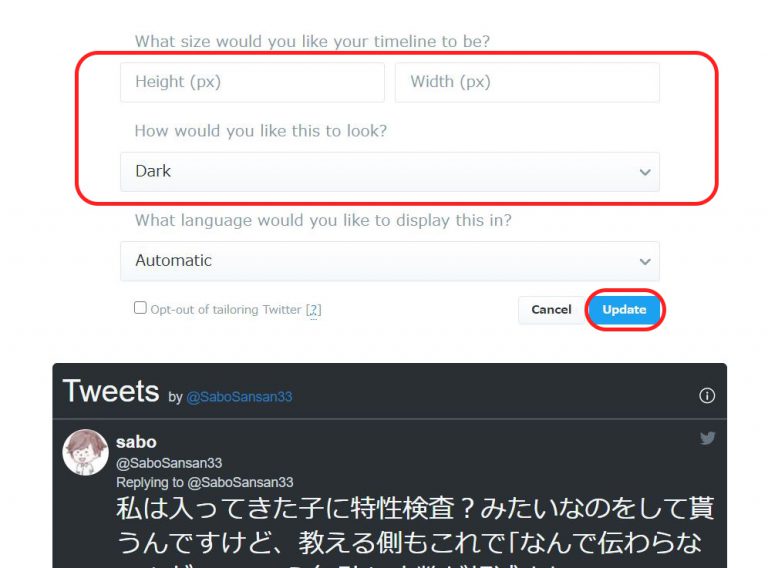 What size would you like your timeline to be?
Height (px) Width (px)
How would you like this to look?
Dark
What language would you like to display this in?
Automatic
Opt-out of tailoring Twitter [?] Cancel Update
Tweets by @SaboSansan33
sabo
@SaboSansan33
Replying to @SaboSansan33
私は入ってきた子に特性検査？みたいなのをして貰
うんですけど、教える側もこれで｢なんで伝わらな